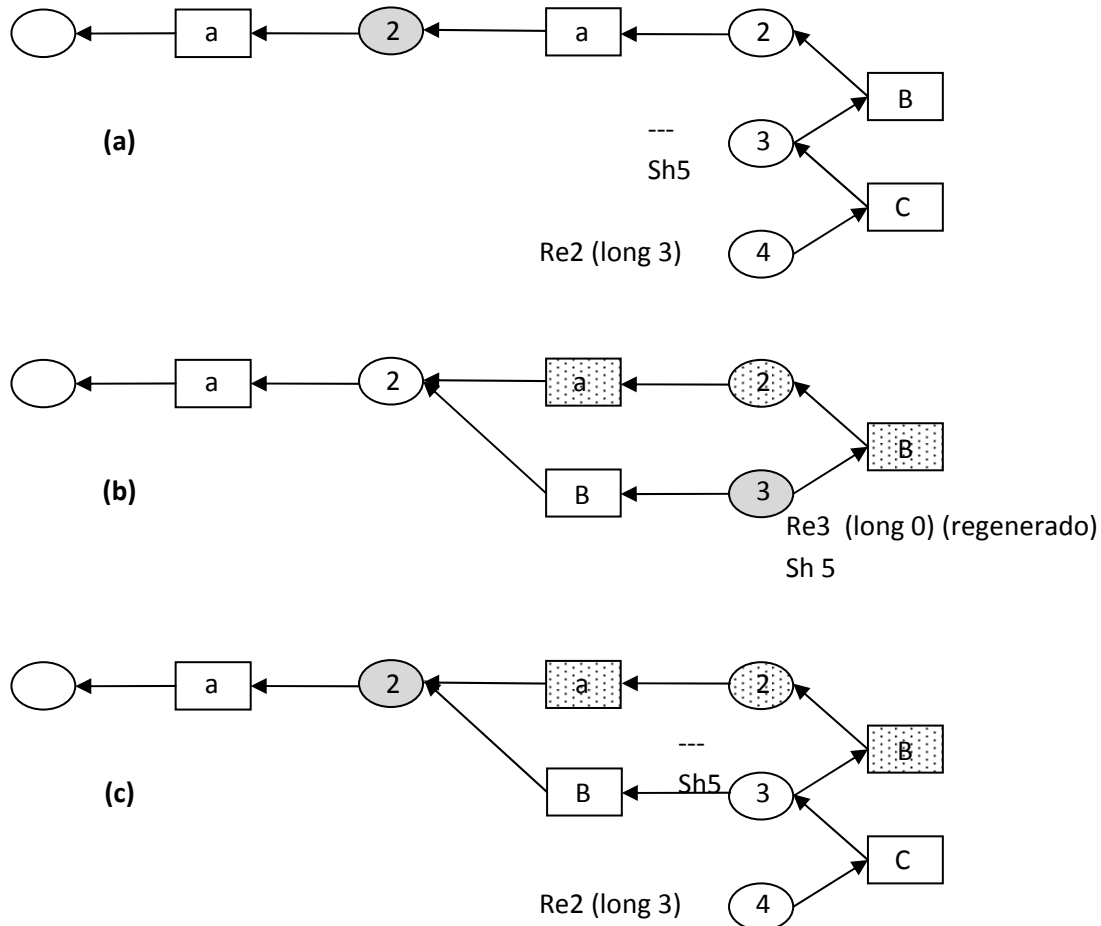 a 2 a 2
B
(a) --- 3
Sh5
C
Re2 (long 3) 4
a 2 a 2
B
(b) B 3
Re3 (long 0) (regenerado)
Sh 5
a 2 a 2
--- B
(c) B Sh5 3
C
Re2 (long 3) 4